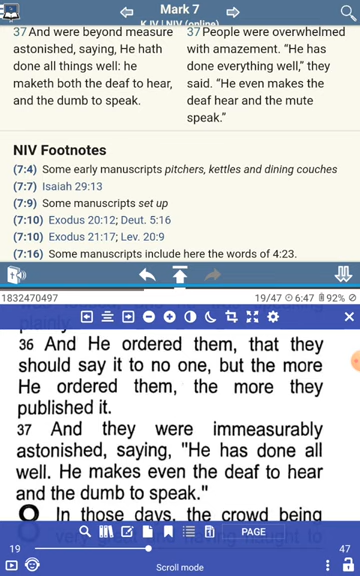 Mark 7
KJV | NIV (online)
37 And were beyond measure
astonished, saying, He hath
done all things well: he
maketh both the deaf to hear,
and the dumb to speak.
37 People were overwhelmed
with amazement. “He has
done everything well,” they
said. “He even makes the
deaf hear and the mute
speak.”
NIV Footnotes
(7:4) Some early manuscripts pitchers, kettles and dining couches
(7:7) Isaiah 29:13
(7:9) Some manuscripts set up
(7:10) Exodus 20:12; Deut. 5:16
(7:10) Exodus 21:17; Lev. 20:9
(7:16) Some manuscripts include here the words of 4:23.
1832470497
19/47 6:47 92%
plainly.
36 And He ordered them, that they
should say it to no one, but the more
He ordered them, the more they
published it.
37 And they were immeasurably
astonished, saying, "He has done all
well. He makes even the deaf to hear
and the dumb to speak."
8 In those days, the crowd being
PAGE
19
47
Scroll mode